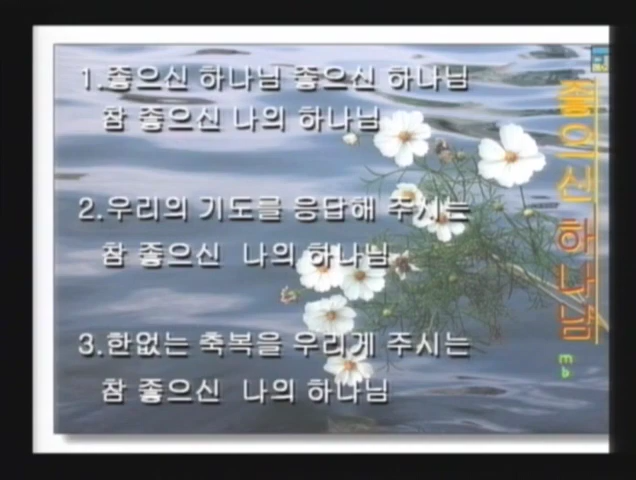 1.좋으신 하나님 좋으신 하나님
참 좋으신 나의 하나님
2.우리의 기도를 응답해 주시는
참 좋으신 나의 하나님
3.한없는 축복을 우리게 주시는
참 좋으신 나의 하나님
좋으신 하나님